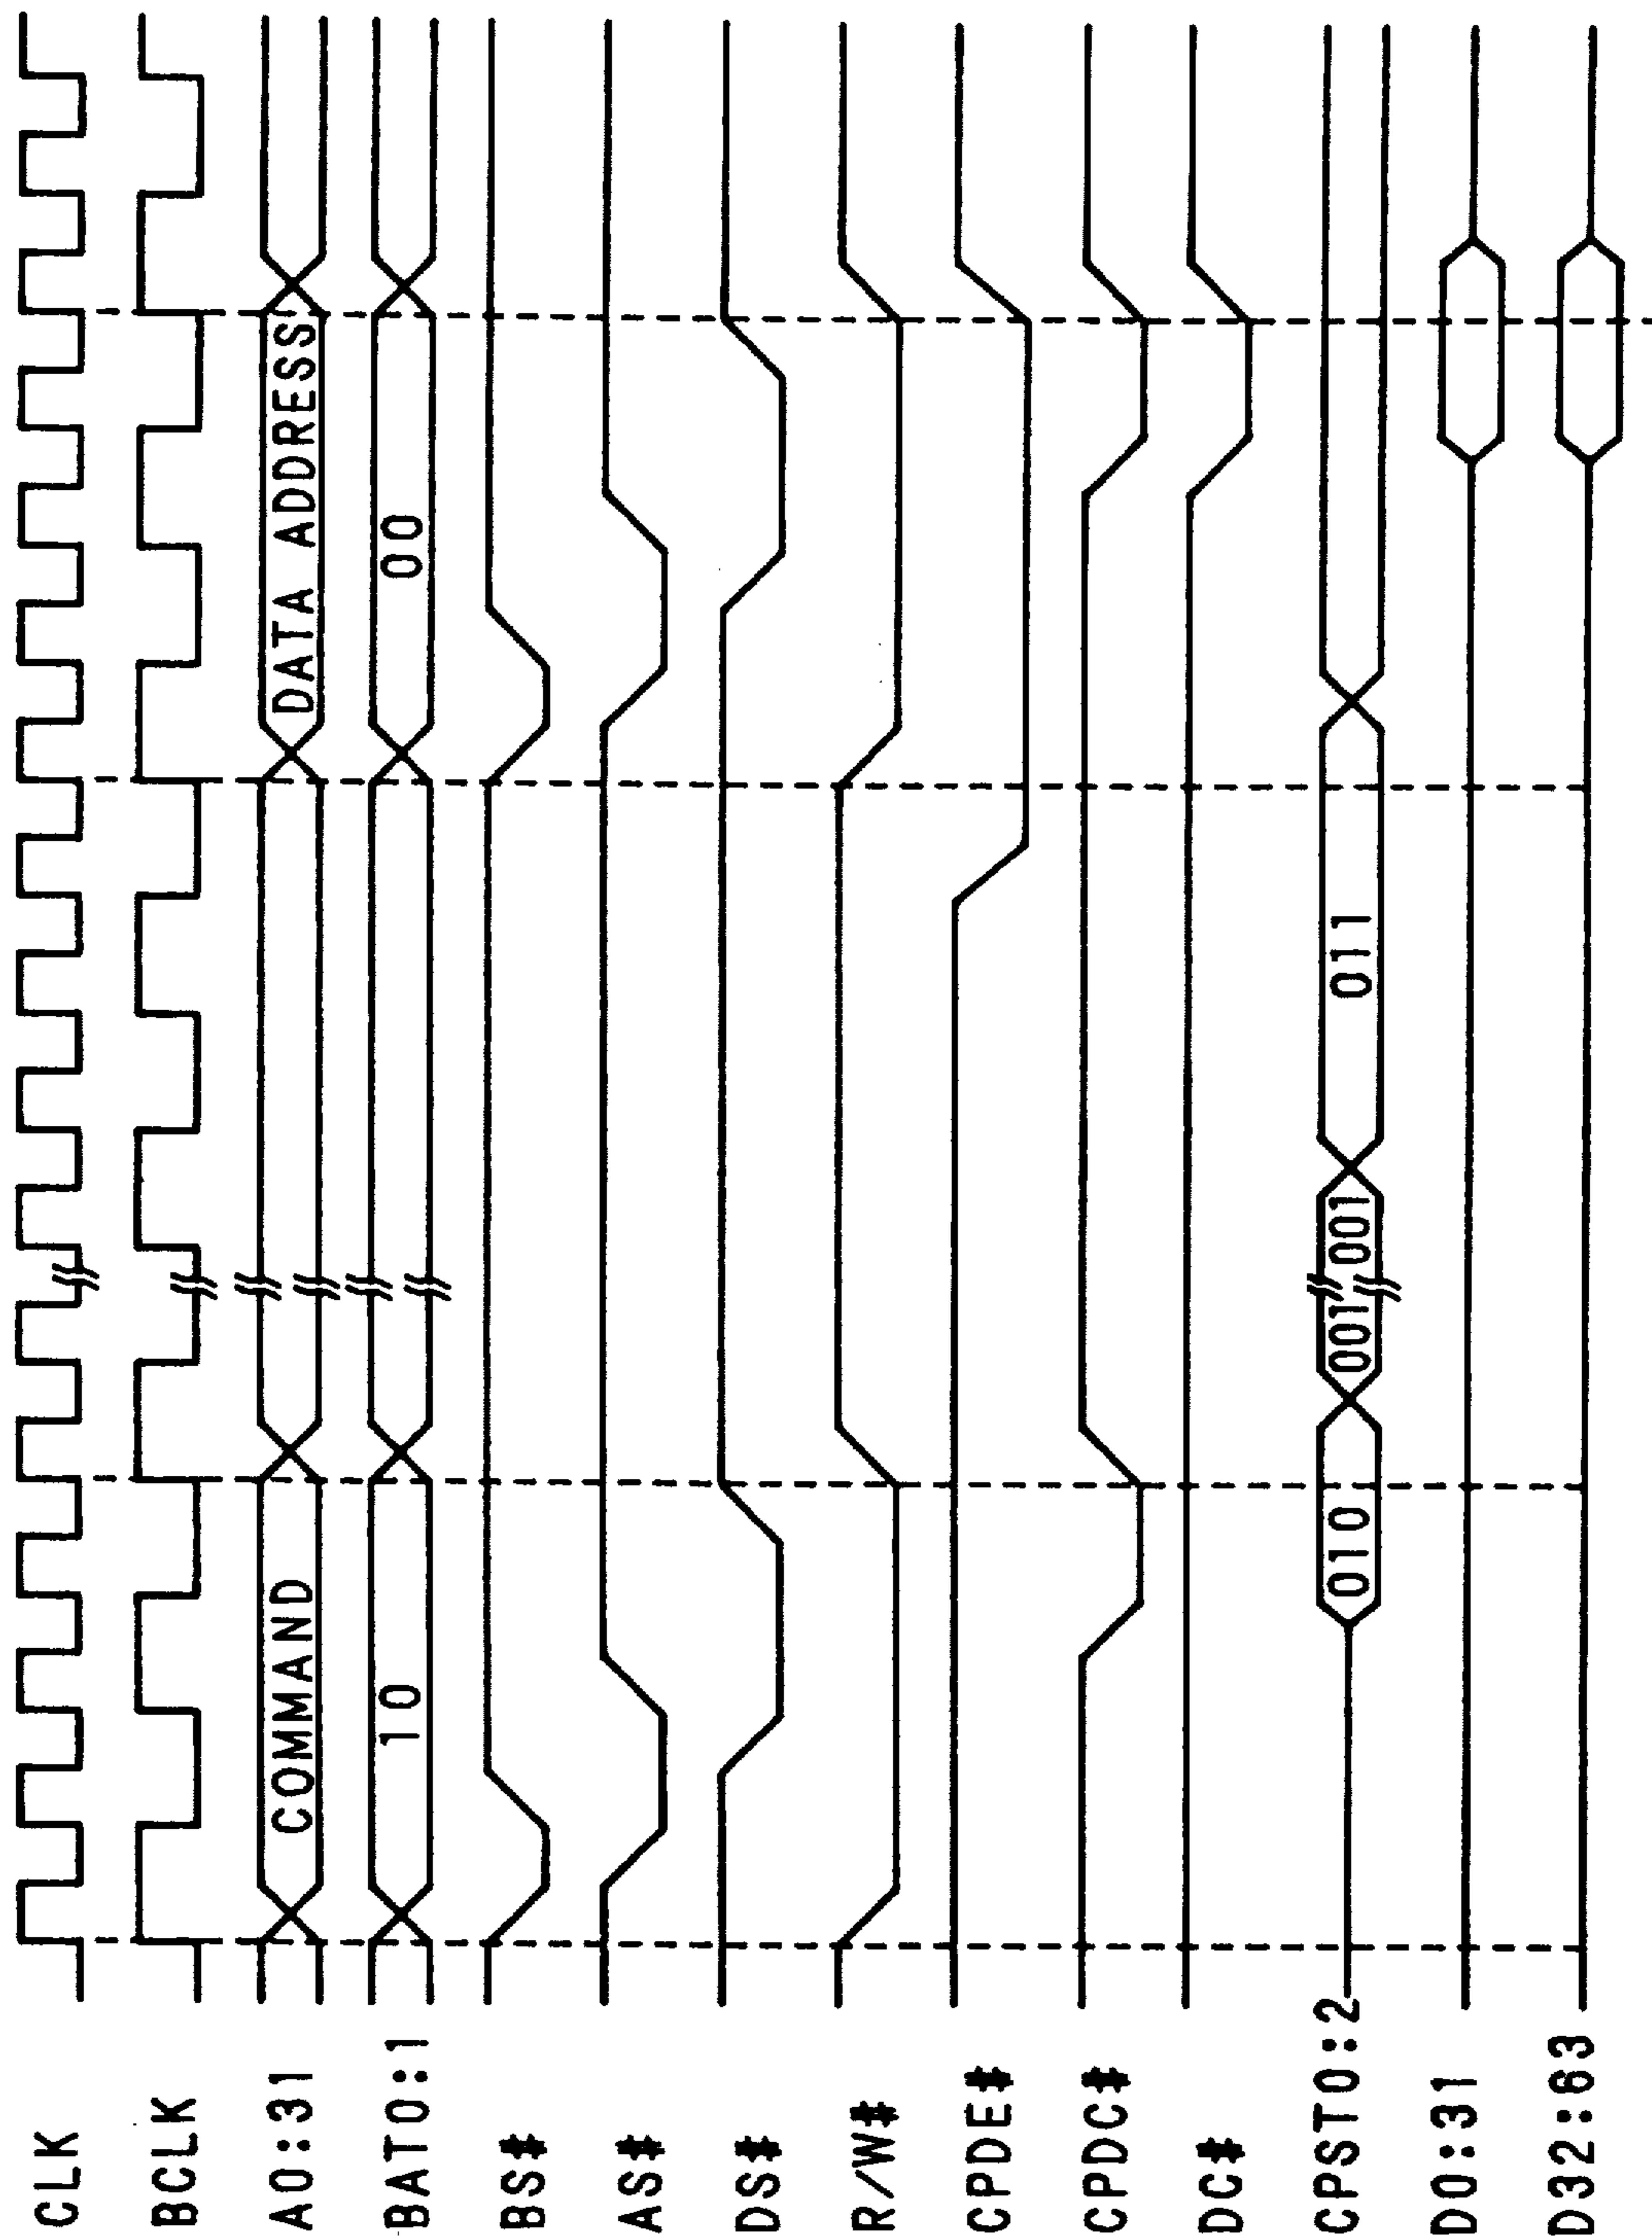 CLK
BCLK
A0:31 COMMAND DATA ADDRESS
BAT0:1 10 00
BS#
AS#
DS#
R/W#
CPDE#
CPDC#
DC#
CPST0:2 010 001 001 011
D0:31
D32:63